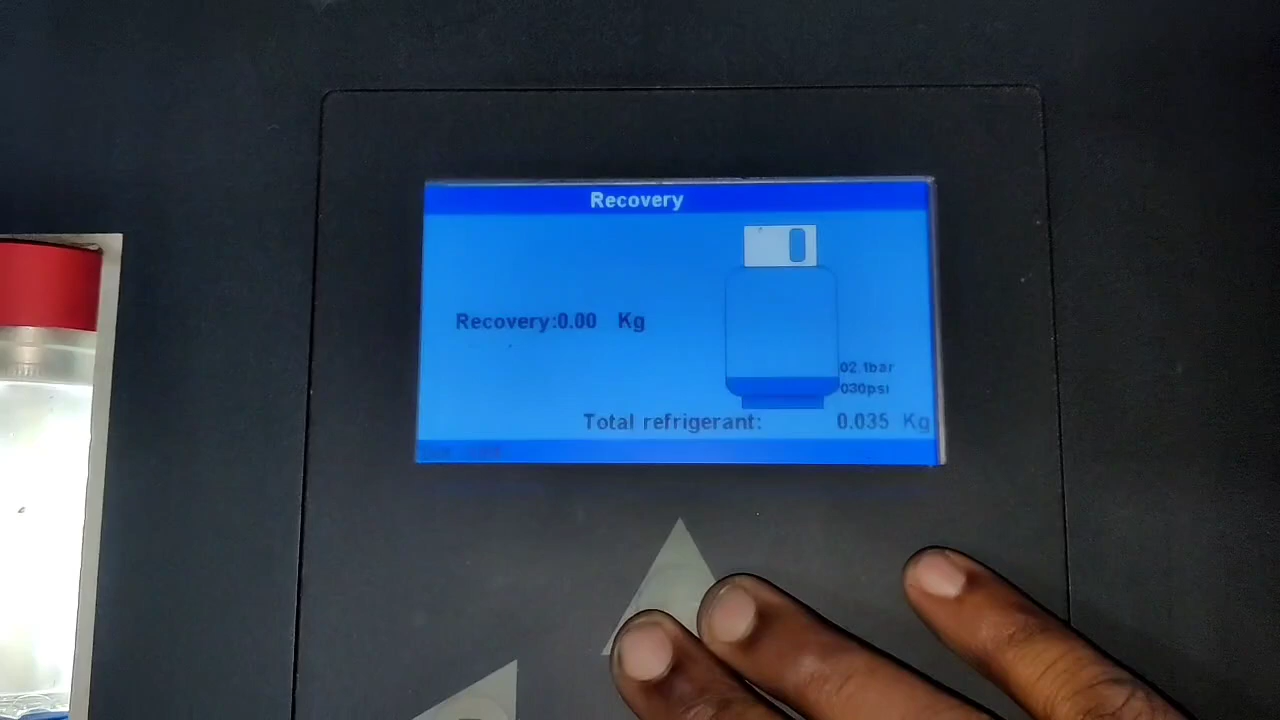 Recovery
Recovery:0.00 Kg
02.1bar
030psi
Total refrigerant: 0.035 Kg